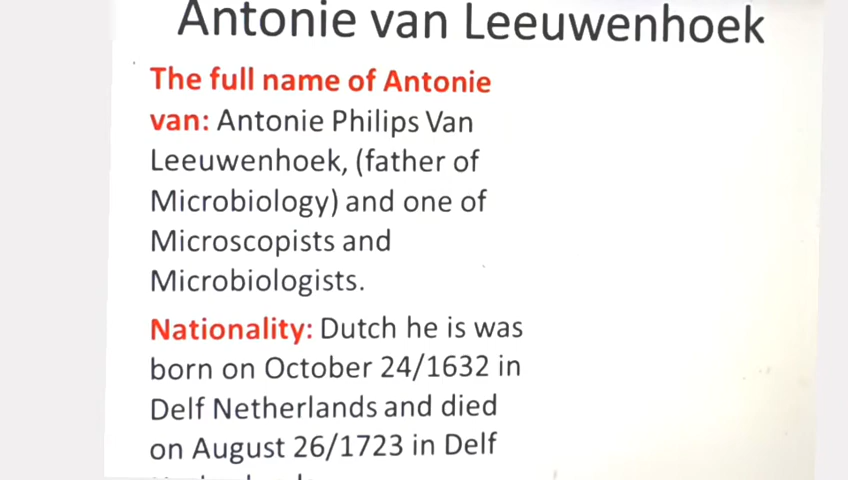 Antonie van Leeuwenhoek
The full name of Antonie
van: Antonie Philips Van
Leeuwenhoek, (father of
Microbiology) and one of
Microscopists and
Microbiologists.
Nationality: Dutch he is was
born on October 24/1632 in
Delf Netherlands and died
on August 26/1723 in Delf